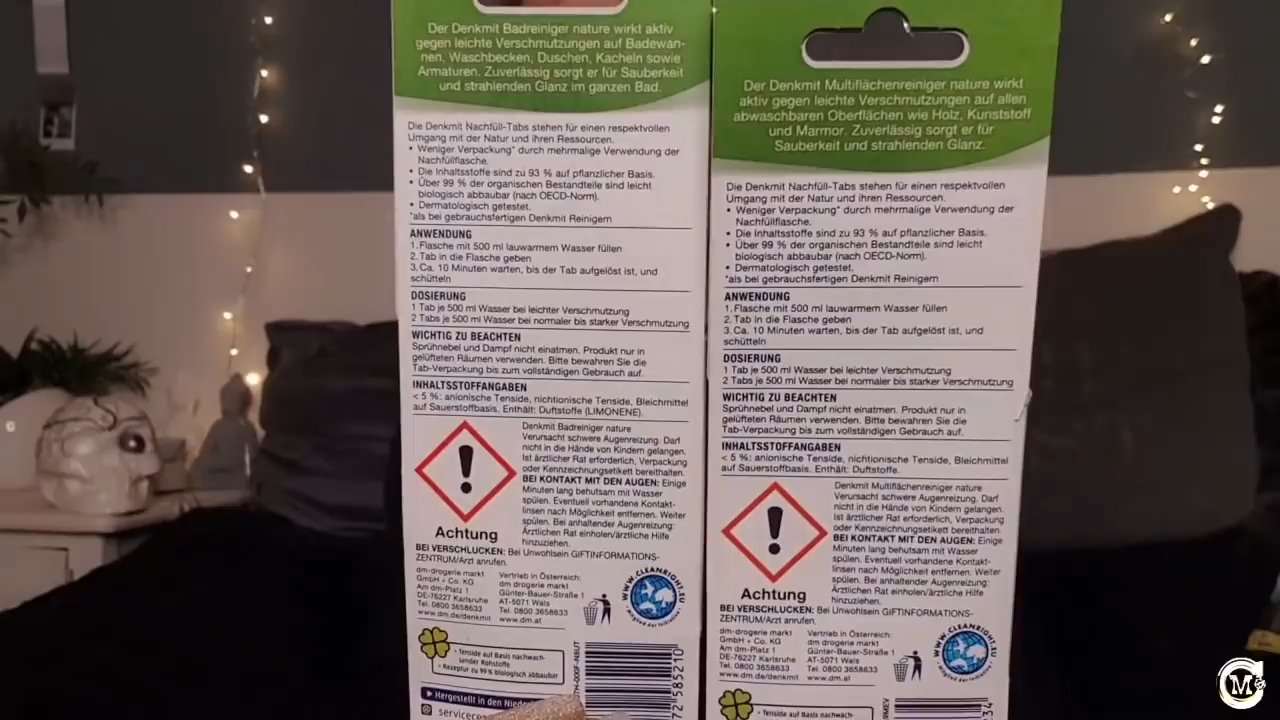 Der Denkmit Badreiniger nature wirkt aktiv
gegen leichte Verschmutzungen auf Badewan-
nen, Waschbecken, Duschen, Kacheln sowie
Armaturen. Zuverlässig sorgt er für Sauberkeit
und strahlenden Glanz im ganzen Bad.
Die Denkmit Nachfüll-Tabs stehen für einen respektvollen
Umgang mit der Natur und ihren Ressourcen.
• Weniger Verpackung* durch mehrmalige Verwendung der
Nachfüllflasche.
• Die Inhaltsstoffe sind zu 93 % auf pflanzlicher Basis.
• Über 99 % der organischen Bestandteile sind leicht
biologisch abbaubar (nach OECD-Norm).
• Dermatologisch getestet.
*als bei gebrauchsfertigen Denkmit Reinigern
ANWENDUNG
1. Flasche mit 500 ml lauwarmem Wasser füllen
2. Tab in die Flasche geben
3. Ca. 10 Minuten warten, bis der Tab aufgelöst ist, und
schütteln
DOSIERUNG
1 Tab je 500 ml Wasser bei leichter Verschmutzung
2 Tabs je 500 ml Wasser bei normaler bis starker Verschmutzung
WICHTIG ZU BEACHTEN
Sprühnebel und Dampf nicht einatmen. Produkt nur in
gelüfteten Räumen verwenden. Bitte bewahren Sie die
Tab-Verpackung bis zum vollständigen Gebrauch auf.
INHALTSSTOFFANGABEN
< 5 %: anionische Tenside, nichtionische Tenside, Bleichmittel
auf Sauerstoffbasis. Enthält: Duftstoffe (LIMONENE).
Denkmit Badreiniger nature
Verursacht schwere Augenreizung. Darf
nicht in die Hände von Kindern gelangen.
Ist ärztlicher Rat erforderlich, Verpackung
oder Kennzeichnungsetikett bereithalten.
BEI KONTAKT MIT DEN AUGEN: Einige
Minuten lang behutsam mit Wasser
spülen. Eventuell vorhandene Kontakt-
linsen nach Möglichkeit entfernen. Weiter
spülen. Bei anhaltender Augenreizung:
Ärztlichen Rat einholen/ärztliche Hilfe
hinzuziehen.
Achtung
BEI VERSCHLUCKEN: Bei Unwohlsein GIFTINFORMATIONS-
ZENTRUM/Arzt anrufen.
dm-drogerie markt
GmbH + Co. KG
Am dm-Platz 1
DE-76227 Karlsruhe
Tel. 0800 3658633
www.dm.de/denkmit
Vertrieb in Österreich:
dm drogerie markt
Günter-Bauer-Straße 1
AT-5071 Wals
Tel. 0800 3658633
www.dm.at
WWW.CLEANRIGHT.EU
Mitglied der Initiative
• Tenside auf Basis nachwach-
sender Rohstoffe
• Rezeptur zu 99 % biologisch abbaubar
Hergestellt in den
72 585210
Der Denkmit Multiflächenreiniger nature wirkt
aktiv gegen leichte Verschmutzungen auf allen
abwaschbaren Oberflächen wie Holz, Kunststoff
und Marmor. Zuverlässig sorgt er für
Sauberkeit und strahlenden Glanz.
Die Denkmit Nachfüll-Tabs stehen für einen respektvollen
Umgang mit der Natur und ihren Ressourcen.
• Weniger Verpackung* durch mehrmalige Verwendung der
Nachfüllflasche.
• Die Inhaltsstoffe sind zu 93 % auf pflanzlicher Basis.
• Über 99 % der organischen Bestandteile sind leicht
biologisch abbaubar (nach OECD-Norm).
• Dermatologisch getestet.
*als bei gebrauchsfertigen Denkmit Reinigern
ANWENDUNG
1. Flasche mit 500 ml lauwarmem Wasser füllen
2. Tab in die Flasche geben
3. Ca. 10 Minuten warten, bis der Tab aufgelöst ist, und
schütteln
DOSIERUNG
1 Tab je 500 ml Wasser bei leichter Verschmutzung
2 Tabs je 500 ml Wasser bei normaler bis starker Verschmutzung
WICHTIG ZU BEACHTEN
Sprühnebel und Dampf nicht einatmen. Produkt nur in
gelüfteten Räumen verwenden. Bitte bewahren Sie die
Tab-Verpackung bis zum vollständigen Gebrauch auf.
INHALTSSTOFFANGABEN
< 5 %: anionische Tenside, nichtionische Tenside, Bleichmittel
auf Sauerstoffbasis. Enthält: Duftstoffe.
Denkmit Multiflächenreiniger nature
Verursacht schwere Augenreizung. Darf
nicht in die Hände von Kindern gelangen.
Ist ärztlicher Rat erforderlich, Verpackung
oder Kennzeichnungsetikett bereithalten.
BEI KONTAKT MIT DEN AUGEN: Einige
Minuten lang behutsam mit Wasser
spülen. Eventuell vorhandene Kontakt-
linsen nach Möglichkeit entfernen. Weiter
spülen. Bei anhaltender Augenreizung:
Ärztlichen Rat einholen/ärztliche Hilfe
hinzuziehen.
Achtung
BEI VERSCHLUCKEN: Bei Unwohlsein GIFTINFORMATIONS-
ZENTRUM/Arzt anrufen.
dm-drogerie markt
GmbH + Co. KG
Am dm-Platz 1
DE-76227 Karlsruhe
Tel. 0800 3658633
www.dm.de/denkmit
Vertrieb in Österreich:
dm drogerie markt
Günter-Bauer-Straße 1
AT-5071 Wals
Tel. 0800 3658633
www.dm.at
WWW.CLEANRIGHT.EU
Mitglied der Initiative
• Tenside auf Basis nachwach-
M